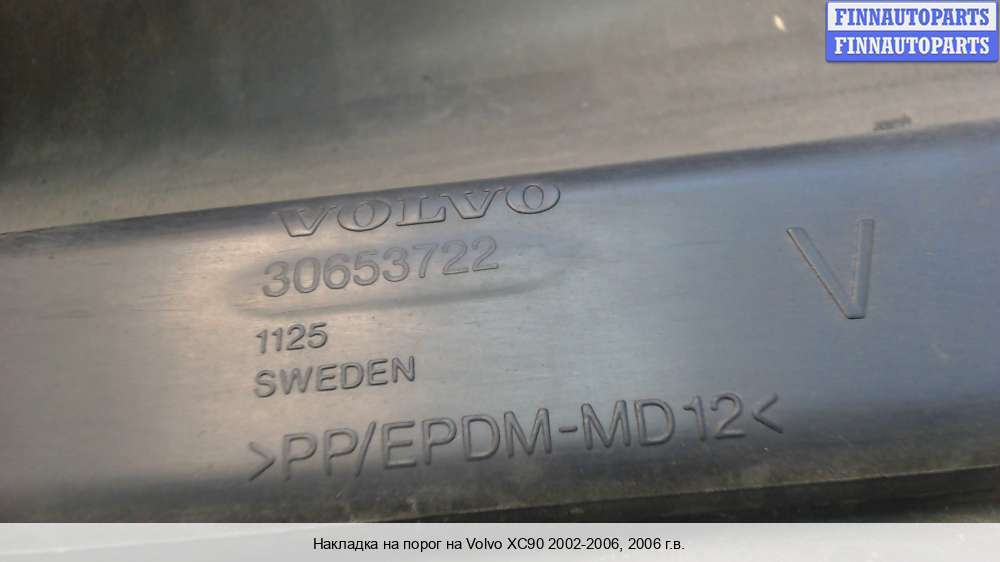 FINNAUTOPARTS
FINNAUTOPARTS
VOLVO
30653722
V
1125
SWEDEN
>PP/EPDM-MD12<
Накладка на порог на Volvo XC90 2002-2006, 2006 г.в.